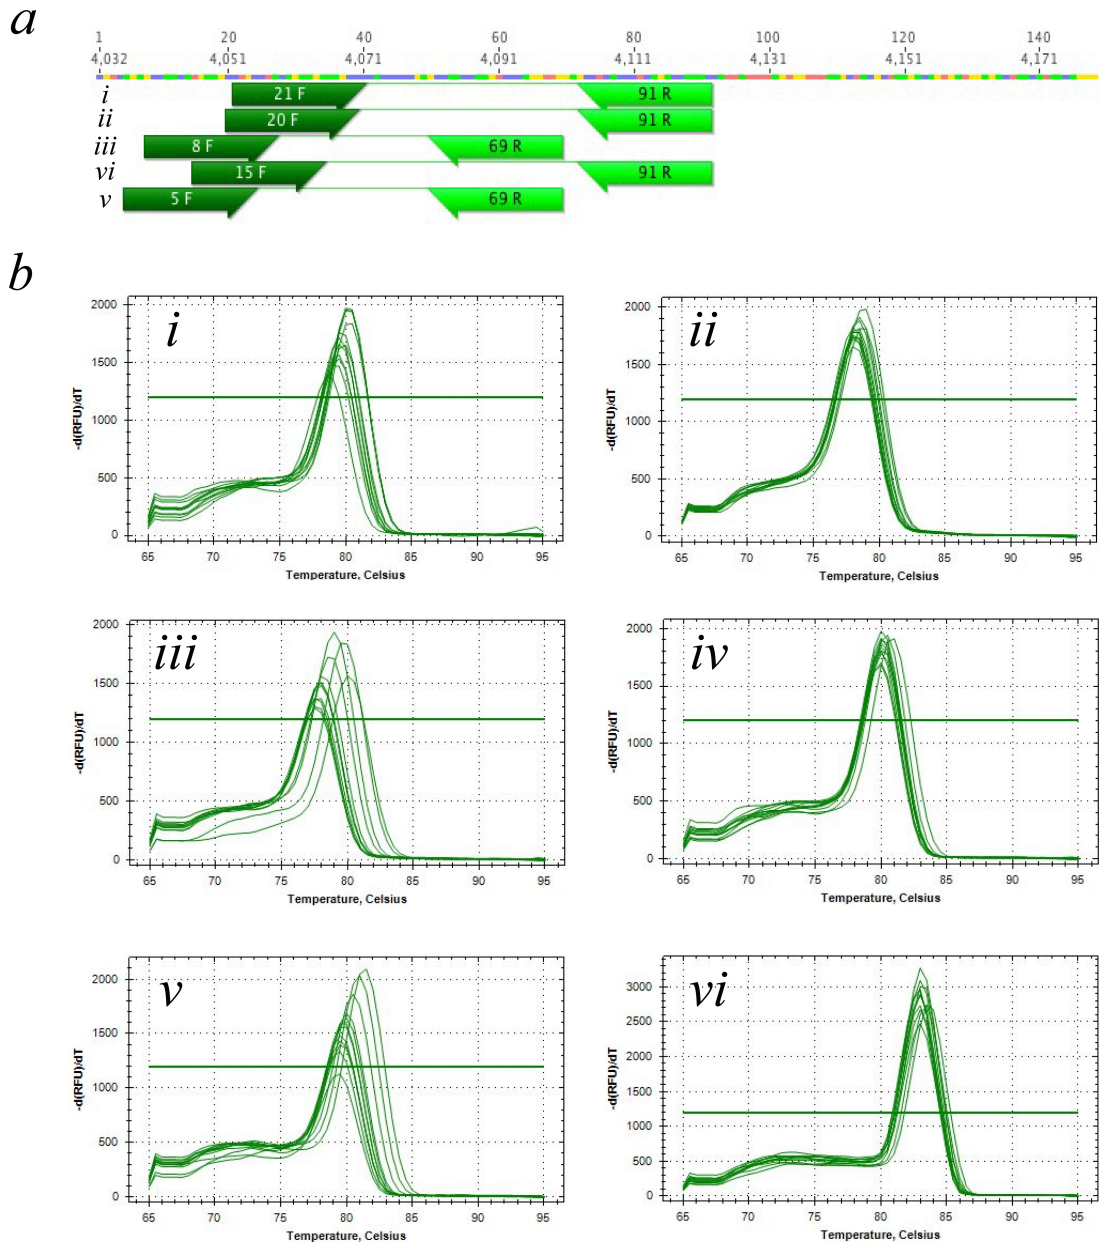 a
1 20 40 60 80 100 120 140
4,032 4,051 4,071 4,091 4,111 4,131 4,151 4,171
i 21 F 91 R
ii 20 F 91 R
iii 8 F 69 R
vi 15 F 91 R
v 5 F 69 R
b
i
2000
1500
1000
500
0
-d(RFU)/dT
65 70 75 80 85 90 95
Temperature, Celsius
ii
2000
1500
1000
500
0
-d(RFU)/dT
65 70 75 80 85 90 95
Temperature, Celsius
iii
2000
1500
1000
500
0
-d(RFU)/dT
65 70 75 80 85 90 95
Temperature, Celsius
iv
2000
1500
1000
500
0
-d(RFU)/dT
65 70 75 80 85 90 95
Temperature, Celsius
v
2000
1500
1000
500
0
-d(RFU)/dT
65 70 75 80 85 90 95
Temperature, Celsius
vi
3000
2500
2000
1500
1000
500
0
-d(RFU)/dT
65 70 75 80 85 90 95
Temperature, Celsius